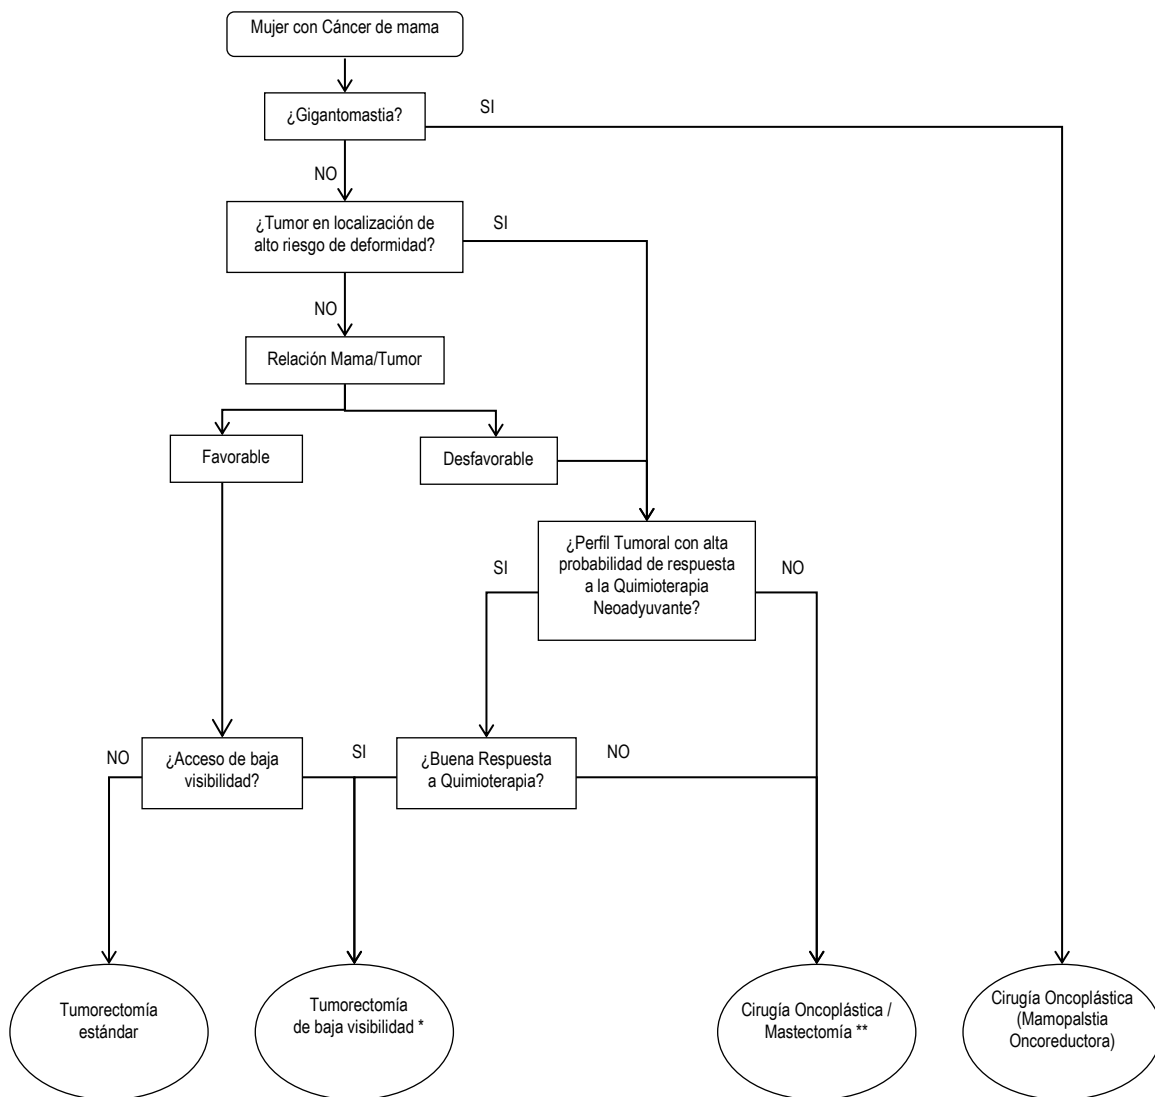 Mujer con Cáncer de mama
¿Gigantomastia?
SI
NO
¿Tumor en localización de
alto riesgo de deformidad?
SI
NO
Relación Mama/Tumor
Favorable
Desfavorable
¿Perfil Tumoral con alta
probabilidad de respuesta
a la Quimioterapia
Neoadyuvante?
SI
NO
NO
¿Acceso de baja
visibilidad?
SI
¿Buena Respuesta
a Quimioterapia?
NO
Tumorectomía
estándar
Tumorectomía
de baja visibilidad *
Cirugía Oncoplástica /
Mastectomía **
Cirugía Oncoplástica
(Mamopalstia
Oncoreductora)